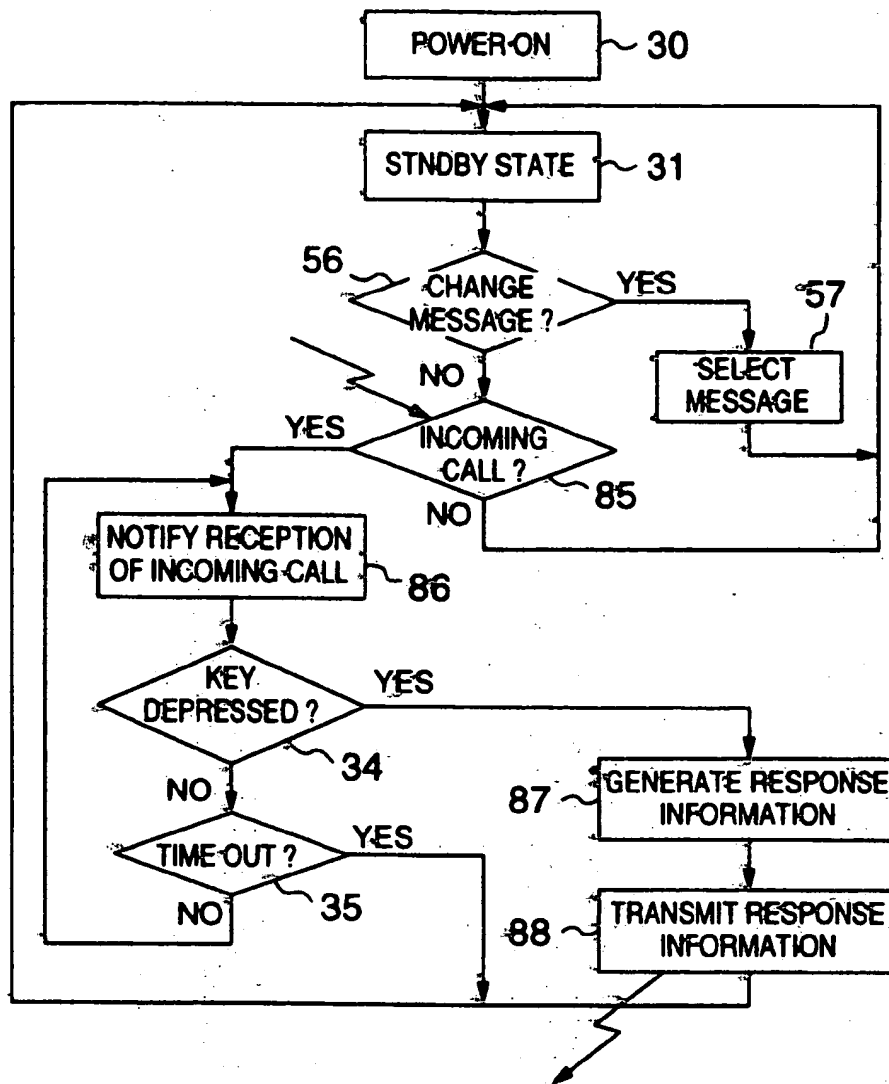 POWER-ON
30
STNDBY STATE
31
56
CHANGE
MESSAGE ?
YES
57
NO
SELECT
MESSAGE
YES
INCOMING
CALL ?
85
NO
NOTIFY RECEPTION
OF INCOMING CALL
86
KEY
DEPRESSED ?
YES
34
NO
87
GENERATE RESPONSE
INFORMATION
TIME OUT ?
YES
35
NO
88
TRANSMIT RESPONSE
INFORMATION